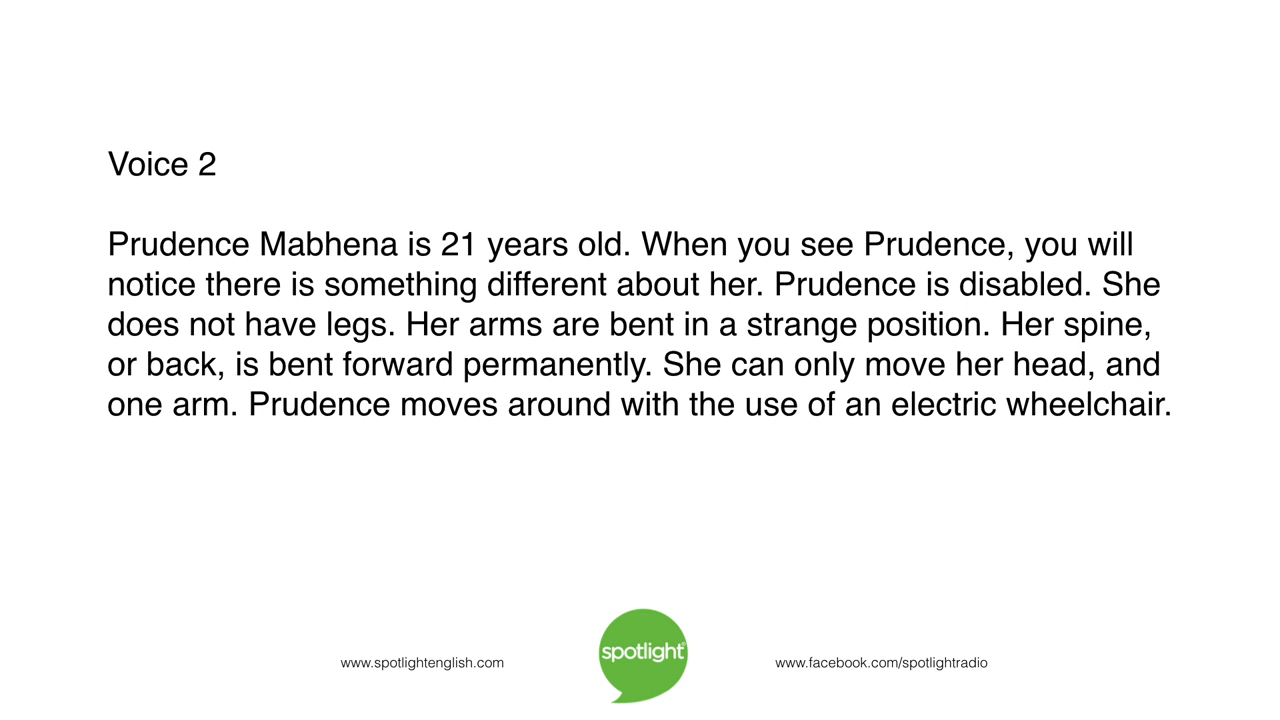 Voice 2
Prudence Mabhena is 21 years old. When you see Prudence, you will
notice there is something different about her. Prudence is disabled. She
does not have legs. Her arms are bent in a strange position. Her spine,
or back, is bent forward permanently. She can only move her head, and
one arm. Prudence moves around with the use of an electric wheelchair.
www.spotlightenglish.com
spotlight®
www.facebook.com/spotlightradio